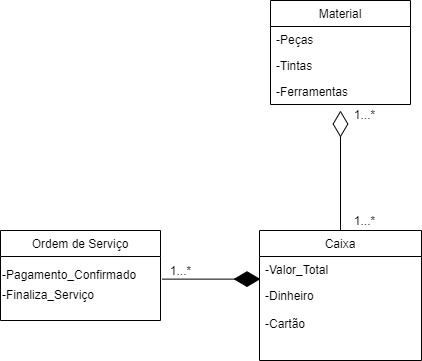 Material
-Peças
-Tintas
-Ferramentas
1...*
1...*
Ordem de Serviço
-Pagamento_Confirmado
-Finaliza_Serviço
1...*
Caixa
-Valor_Total
-Dinheiro
-Cartão